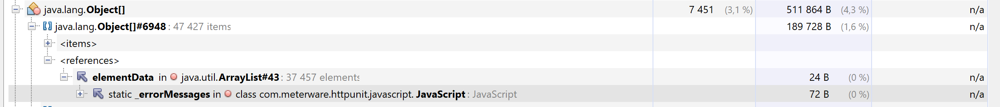 java.lang.Object[] 7 451 (3,1 %) 511 864 B (4,3 %) n/a
java.lang.Object[]#6948 : 47 427 items 189 728 B (1,6 %) n/a
<items>
<references>
elementData in java.util.ArrayList#43 : 37 457 elements 24 B (0 %) n/a
static _errorMessages in class com.meterware.httpunit.javascript.JavaScript : JavaScript 72 B (0 %) n/a